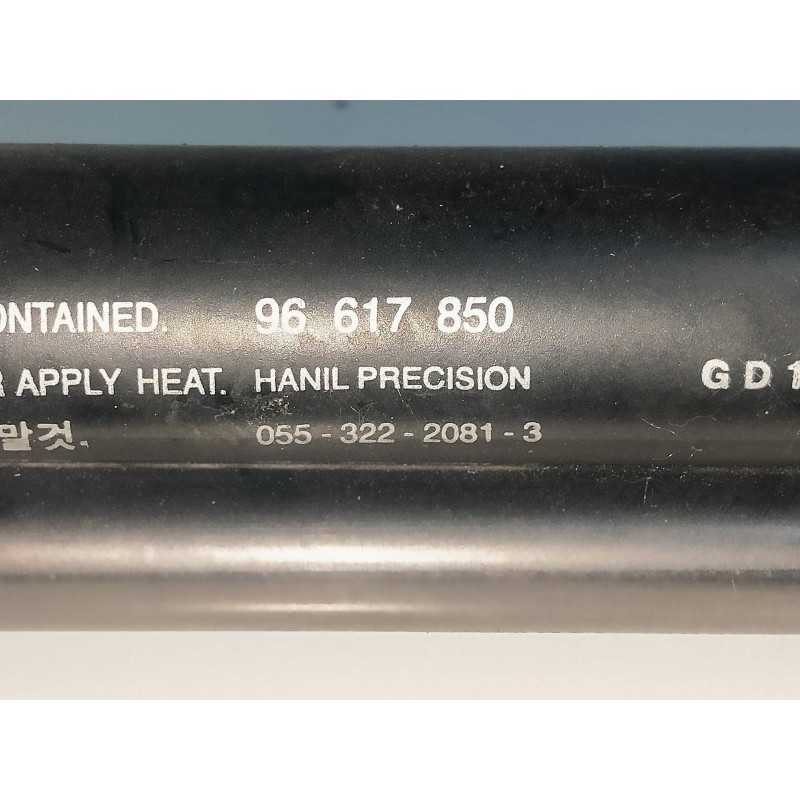 ONTAINED. 96 617 850
R APPLY HEAT. HANIL PRECISION GD1
말것. 055-322-2081-3